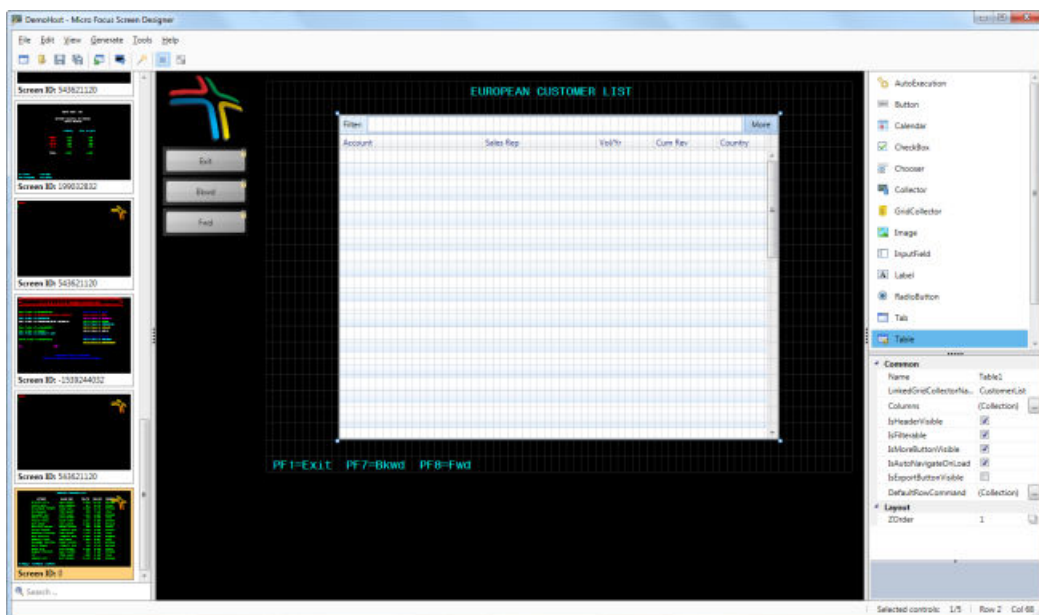 DemoHost - Micro Focus Screen Designer
File Edit View Generate Tools Help
Screen ID: 543621120
Screen ID: 199032832
Screen ID: 543621120
Screen ID: -1539244032
Screen ID: 543621120
Screen ID: 0
Search...
Exit
Bkwd
Fwd
EUROPEAN CUSTOMER LIST
Filter: More
Account Sales Rep Vol/Yr Cum Rev Country
PF1=Exit PF7=Bkwd PF8=Fwd
AutoExecution
Button
Calendar
CheckBox
Chooser
Collector
GridCollector
Image
InputField
Label
RadioButton
Tab
Table
Common
Name Table1
LinkedGridCollectorNa... CustomerList
Columns (Collection) ...
IsHeaderVisible
IsFilterable
IsMoreButtonVisible
IsAutoNavigateOnLoad
IsExportButtonVisible
DefaultRowCommand (Collection) ...
Layout
ZOrder 1
Selected controls: 1/5 Row 2 Col 68